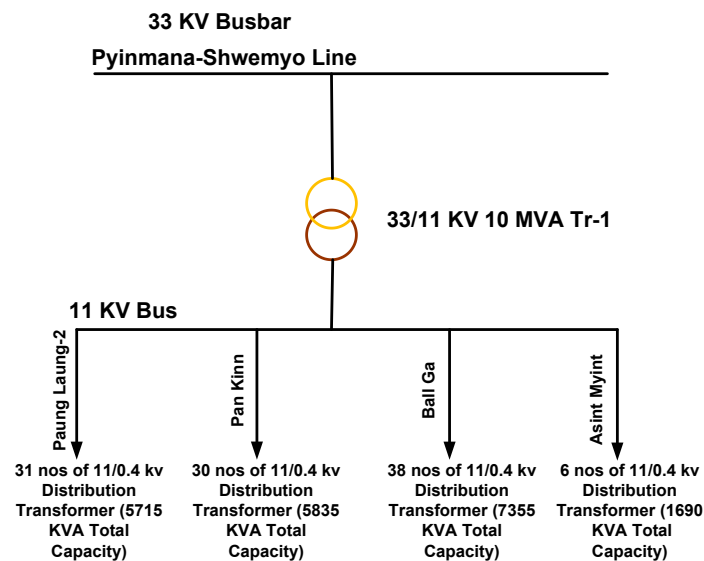 33 KV Busbar
Pyinmana-Shwemyo Line
33/11 KV 10 MVA Tr-1
11 KV Bus
Paung Laung-2
Pan Kinn
Ball Ga
Asint Myint
31 nos of 11/0.4 kv
Distribution
Transformer (5715
KVA Total
Capacity)
30 nos of 11/0.4 kv
Distribution
Transformer (5835
KVA Total
Capacity)
38 nos of 11/0.4 kv
Distribution
Transformer (7355
KVA Total
Capacity)
6 nos of 11/0.4 kv
Distribution
Transformer (1690
KVA Total
Capacity)